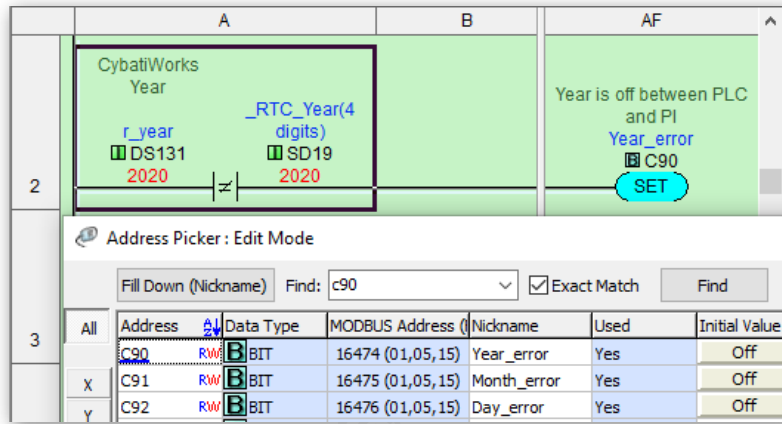 A B AF
CybatiWorks
Year
r_year
DS131
2020
≠
_RTC_Year(4
digits)
SD19
2020
Year is off between PLC
and PI
Year_error
B C90
SET
2
3
Address Picker : Edit Mode
Fill Down (Nickname) Find: c90 Exact Match Find
All Address Data Type MODBUS Address ( Nickname Used Initial Value
C90 RW B BIT 16474 (01,05,15) Year_error Yes Off
X C91 RW B BIT 16475 (01,05,15) Month_error Yes Off
Y C92 RW B BIT 16476 (01,05,15) Day_error Yes Off